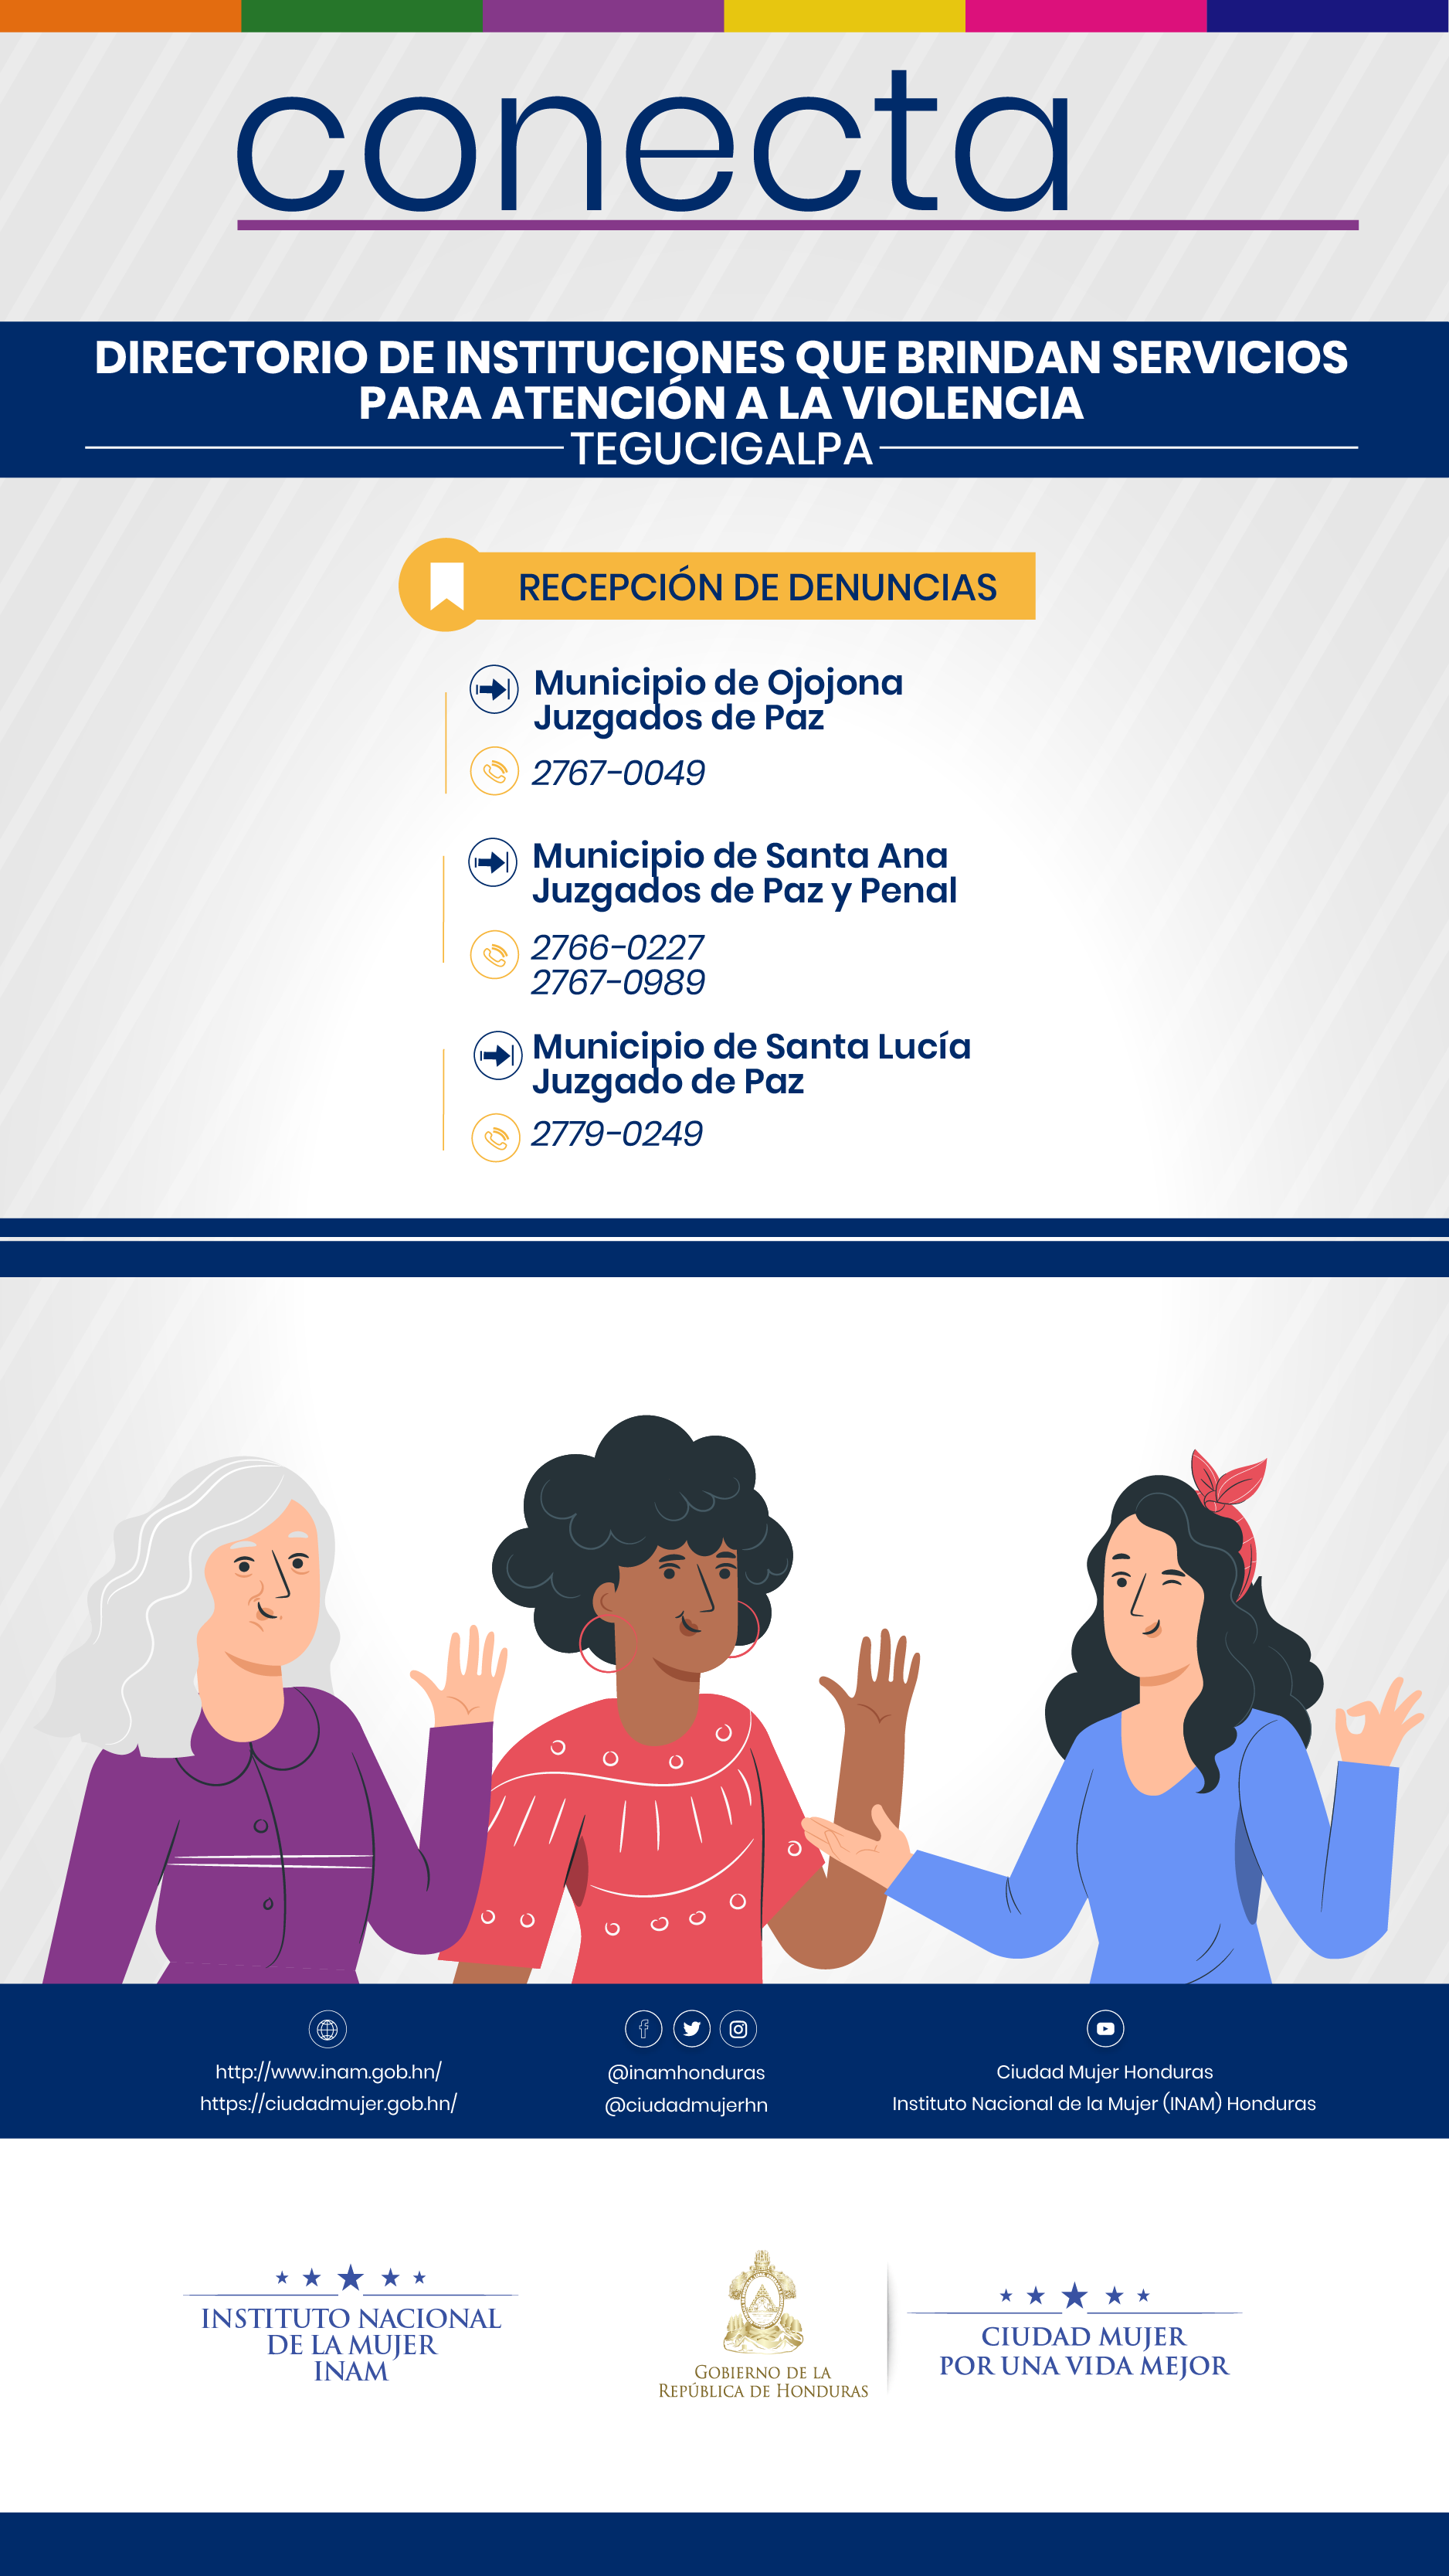 conecta
DIRECTORIO DE INSTITUCIONES QUE BRINDAN SERVICIOS
PARA ATENCIÓN A LA VIOLENCIA
TEGUCIGALPA
RECEPCIÓN DE DENUNCIAS
Municipio de Ojojona
Juzgados de Paz
2767-0049
Municipio de Santa Ana
Juzgados de Paz y Penal
2766-0227
2767-0989
Municipio de Santa Lucía
Juzgado de Paz
2779-0249
http://www.inam.gob.hn/
https://ciudadmujer.gob.hn/
@inamhonduras
@ciudadmujerhn
Ciudad Mujer Honduras
Instituto Nacional de la Mujer (INAM) Honduras
INSTITUTO NACIONAL
DE LA MUJER
INAM
GOBIERNO DE LA
REPÚBLICA DE HONDURAS
CIUDAD MUJER
POR UNA VIDA MEJOR